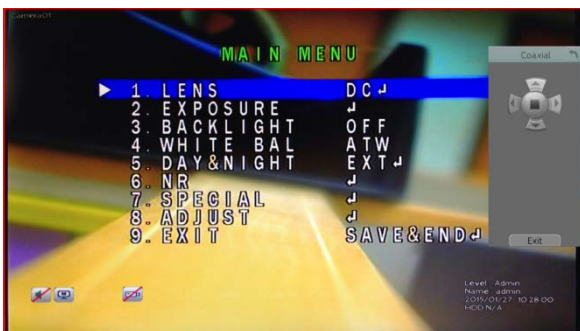 Camera01
MAIN MENU
Coaxial
1. LENS DC↲
2. EXPOSURE ↲
3. BACKLIGHT OFF
4. WHITE BAL ATW
5. DAY&NIGHT EXT↲
6. NR ↲
7. SPECIAL ↲
8. ADJUST ↲
9. EXIT SAVE&END↲
Exit
Level Admin
Name admin
2015/01/27 10:28:00
HDD N/A